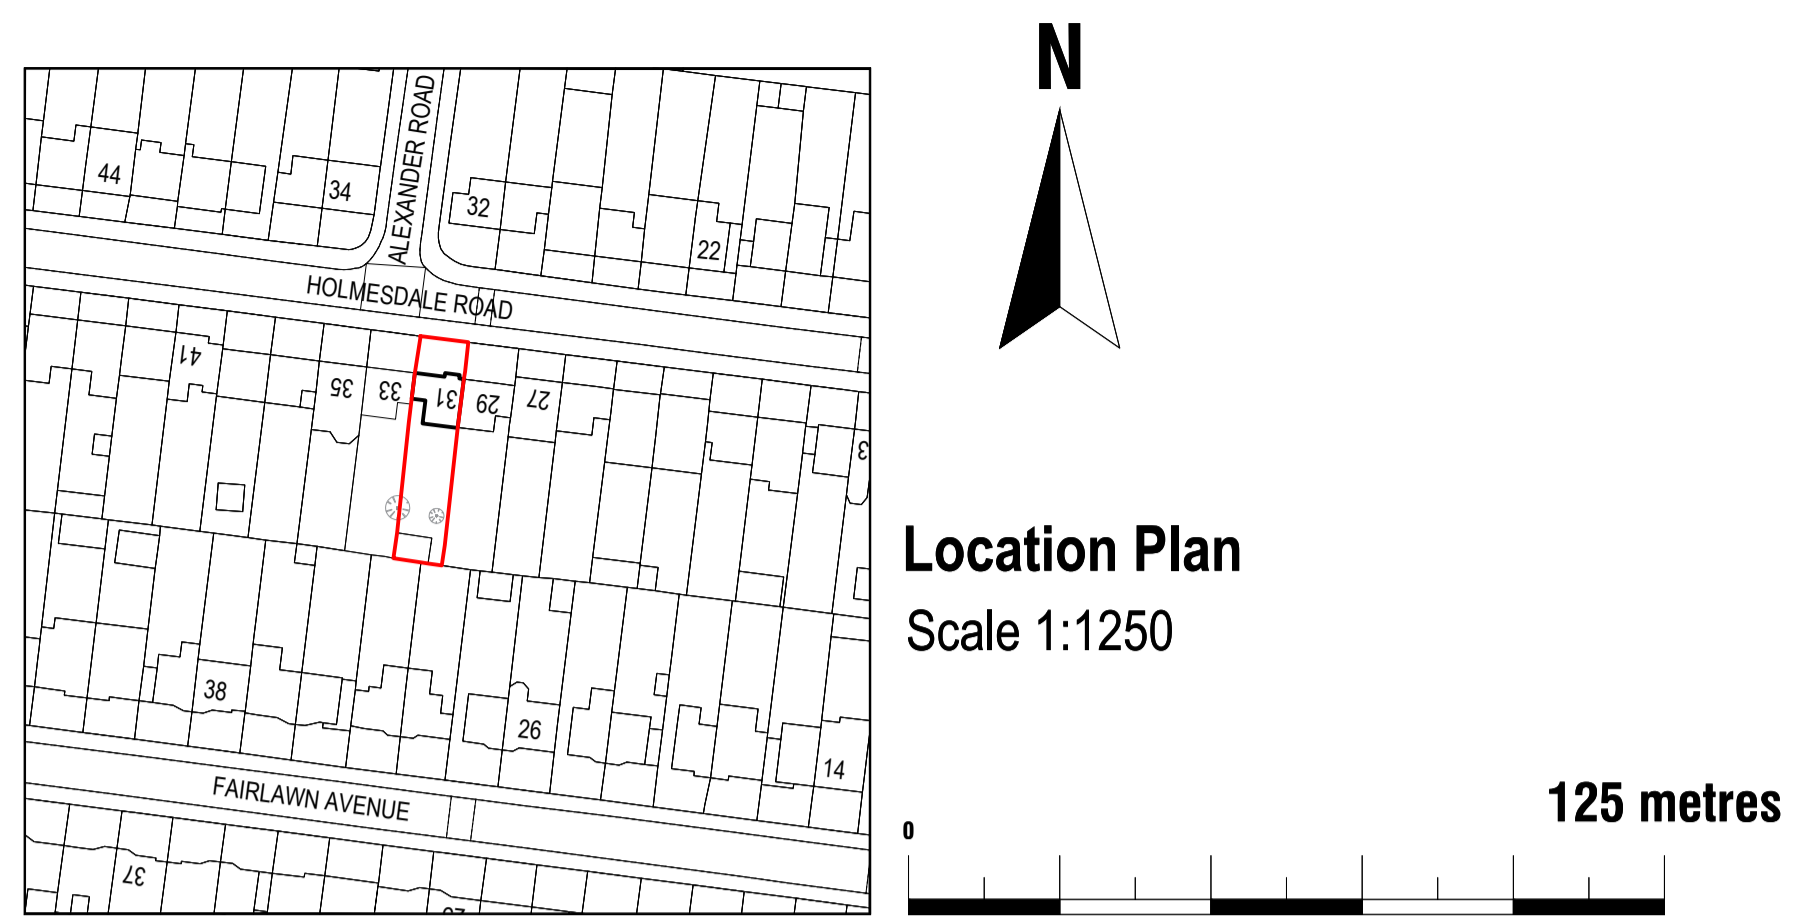 N
ALEXANDER ROAD
44
34
32
22
HOLMESDALE ROAD
41
35
33
31
29
27
3
Location Plan
Scale 1:1250
38
26
14
FAIRLAWN AVENUE
37
125 metres
0